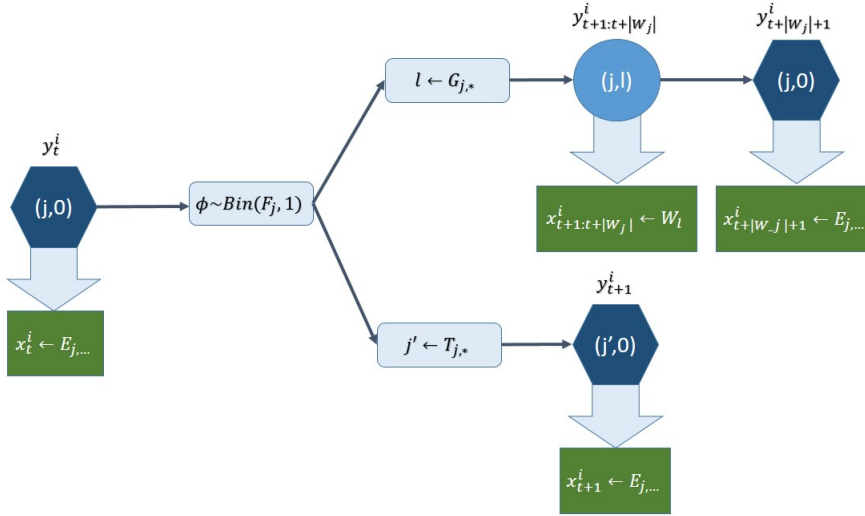 y_t^i
(j,0)
x_t^i ← E_{j,...}
ϕ~Bin(F_j, 1)
l ← G_{j,*}
y_{t+1:t+|W_j|}^i
(j,l)
x_{t+1:t+|W_j|}^i ← W_l
y_{t+|W_j|+1}^i
(j,0)
x_{t+|W_j|+1}^i ← E_{j,...}
j' ← T_{j,*}
y_{t+1}^i
(j',0)
x_{t+1}^i ← E_{j,...}